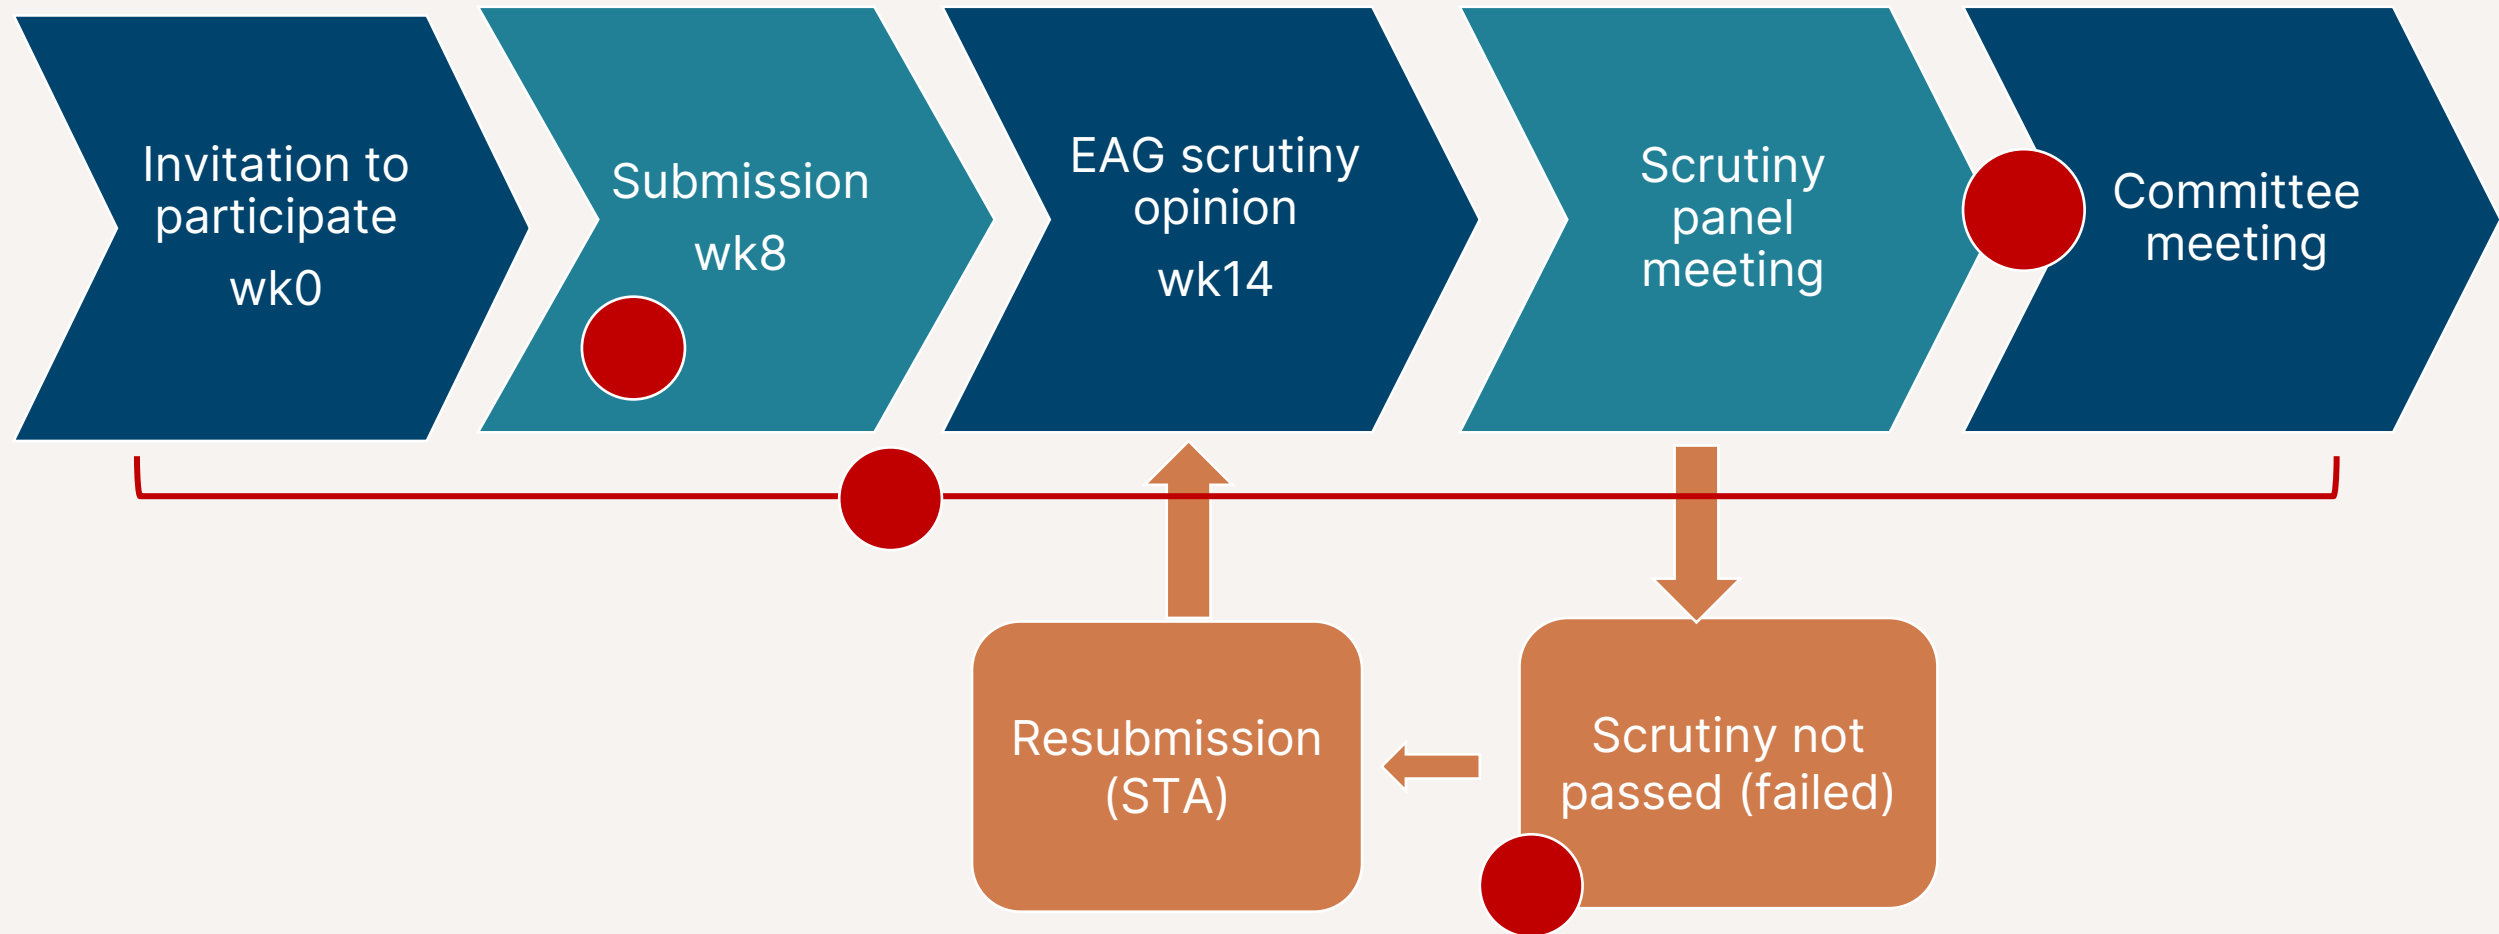 Invitation to
participate
wk0
Submission
wk8
EAG scrutiny
opinion
wk14
Scrutiny
panel
meeting
Committee
meeting
Resubmission
(STA)
Scrutiny not
passed (failed)